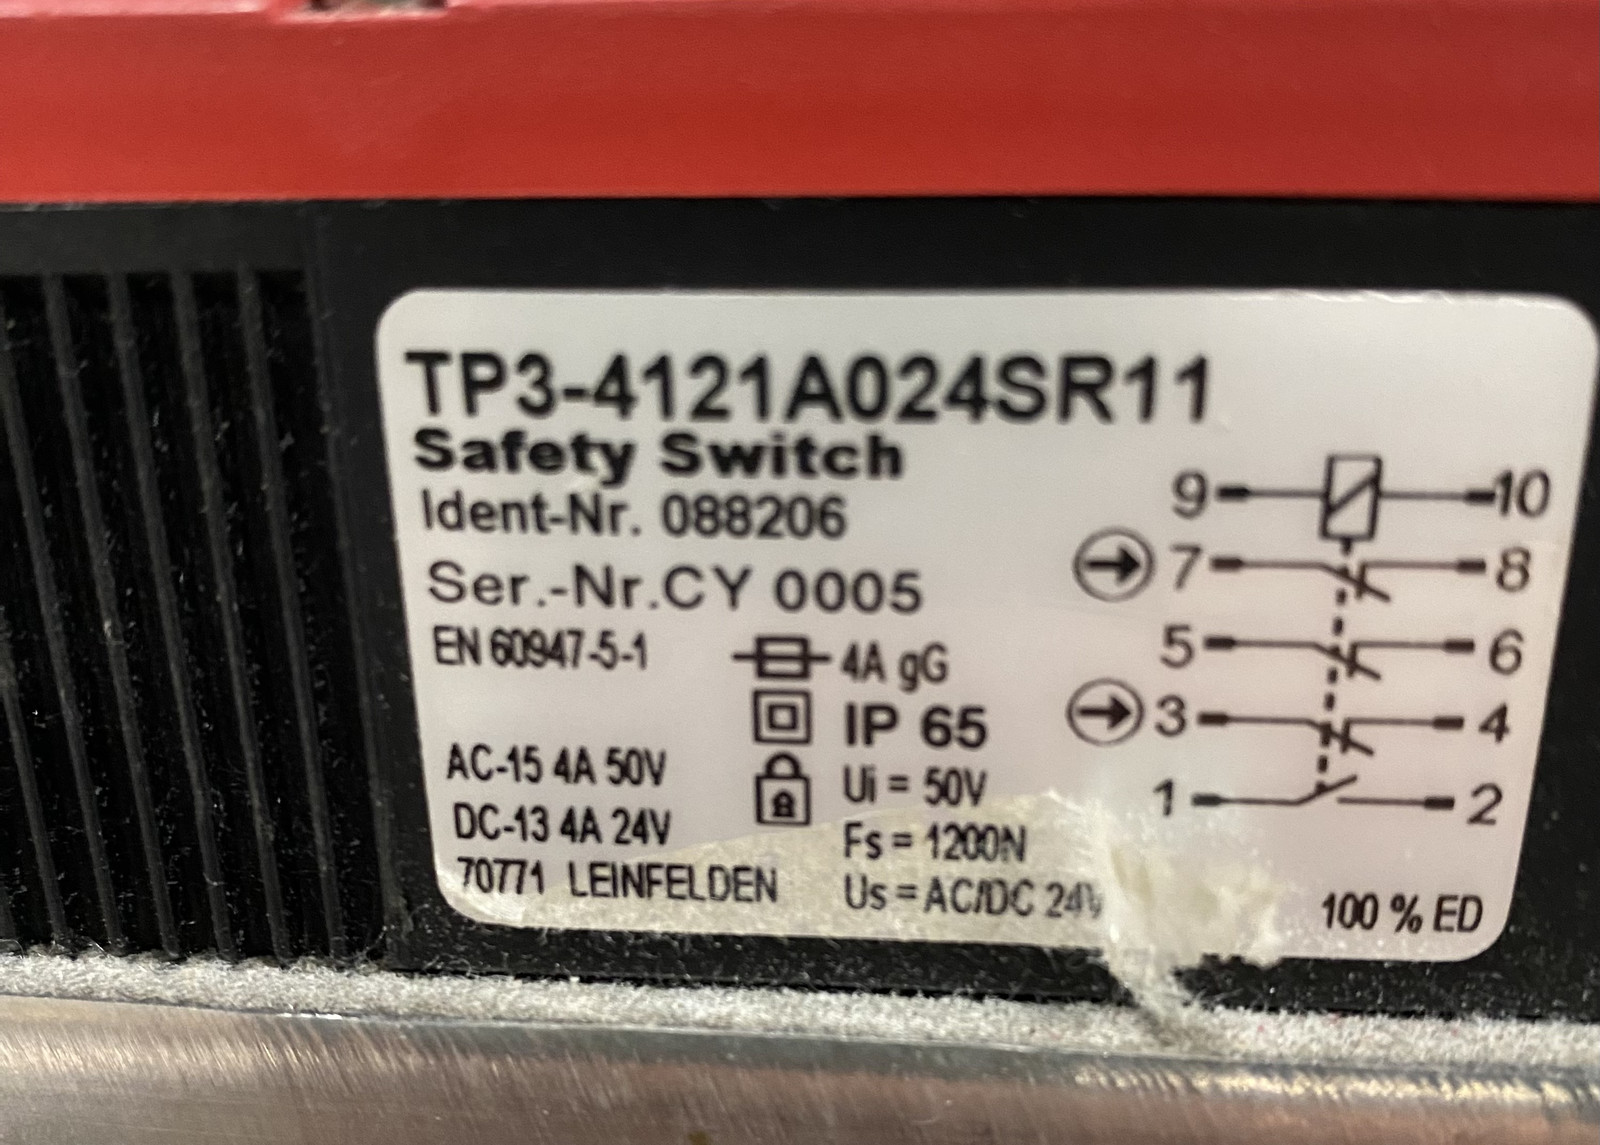 TP3-4121A024SR11
Safety Switch
Ident-Nr. 088206
Ser.-Nr.CY 0005
EN 60947-5-1
4A gG
IP 65
AC-15 4A 50V
Ui = 50V
DC-13 4A 24V
Fs = 1200N
70771 LEINFELDEN
Us = AC/DC 24V
9 10
7 8
5 6
3 4
1 2
100 % ED